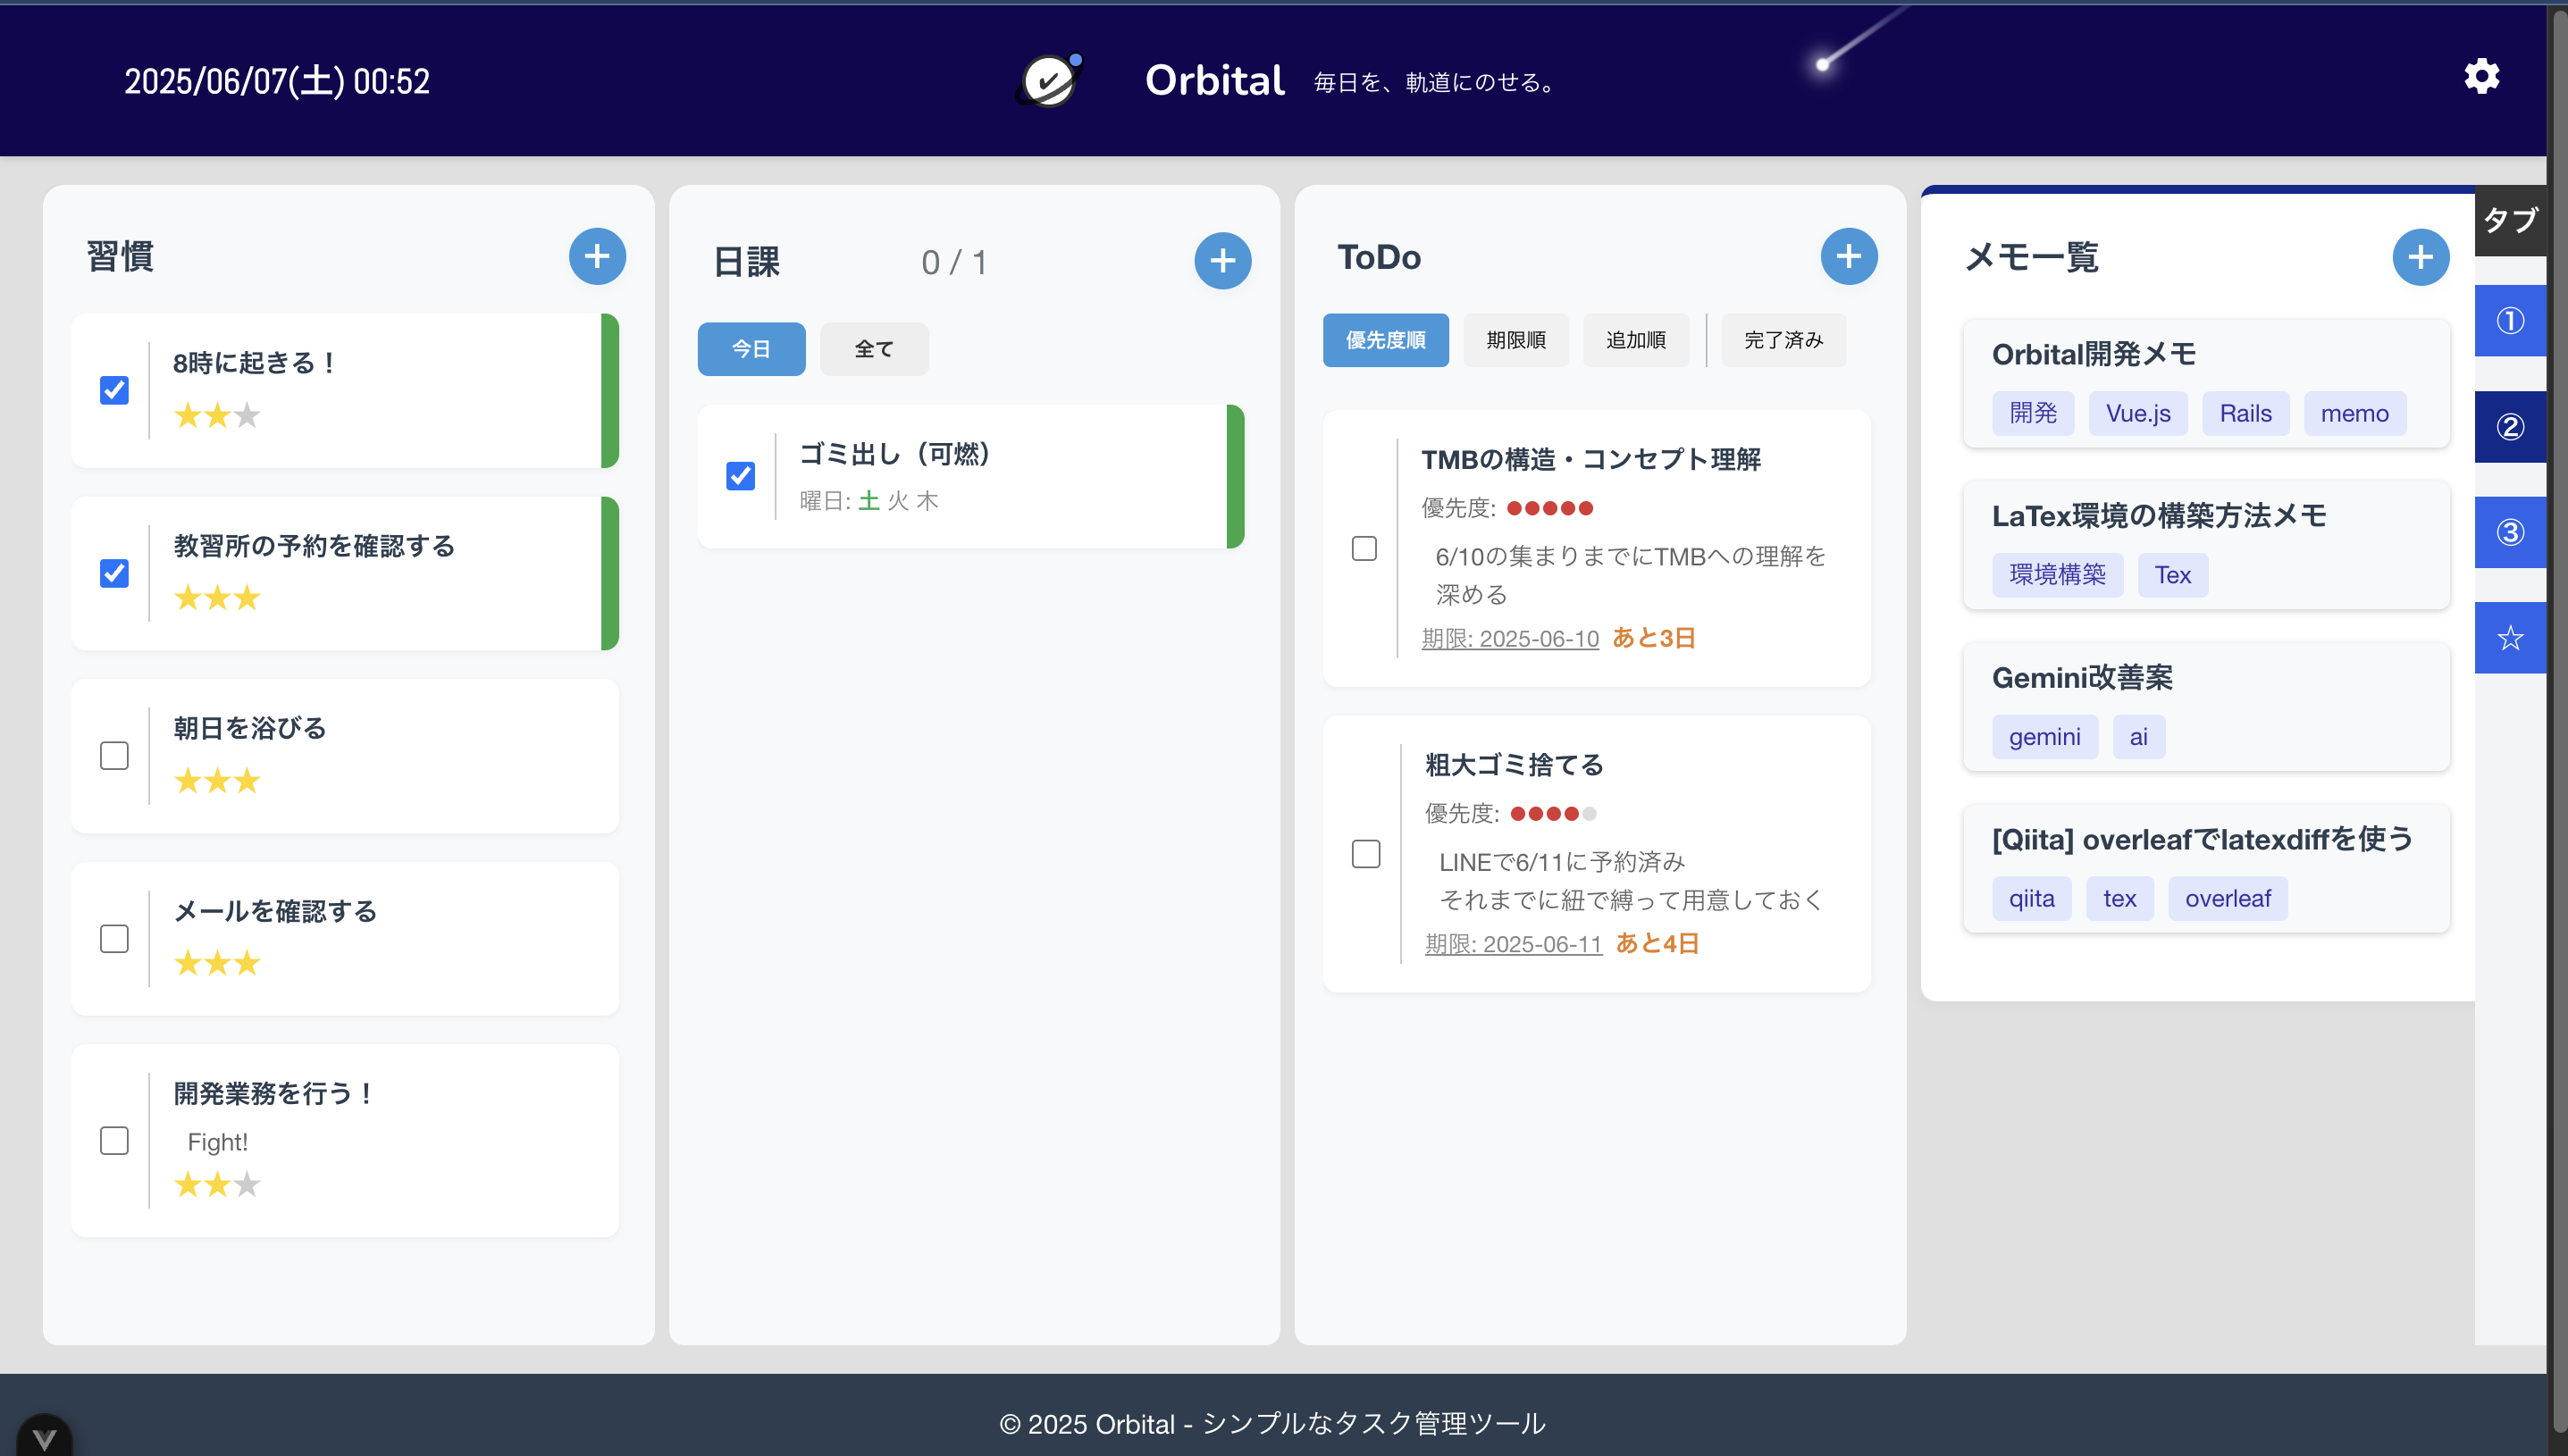 2025/06/07(土) 00:52
Orbital 毎日を、軌道にのせる。
習慣
8時に起きる！
★★★
教習所の予約を確認する
★★★
朝日を浴びる
★★★
メールを確認する
★★★
開発業務を行う！
Fight!
★★★
日課 0 / 1
今日 全て
ゴミ出し（可燃）
曜日: 土 火 木
ToDo
優先度順 期限順 追加順 完了済み
TMBの構造・コンセプト理解
優先度: ●●●●●
6/10の集まりまでにTMBへの理解を
深める
期限: 2025-06-10 あと3日
粗大ゴミ捨てる
優先度: ●●●●●
LINEで6/11に予約済み
それまでに紐で縛って用意しておく
期限: 2025-06-11 あと4日
メモ一覧
Orbital開発メモ
開発 Vue.js Rails memo
LaTex環境の構築方法メモ
環境構築 Tex
Gemini改善案
gemini ai
[Qiita] overleafでlatexdiffを使う
qiita tex overleaf
タブ
①
②
③
☆
© 2025 Orbital - シンプルなタスク管理ツール